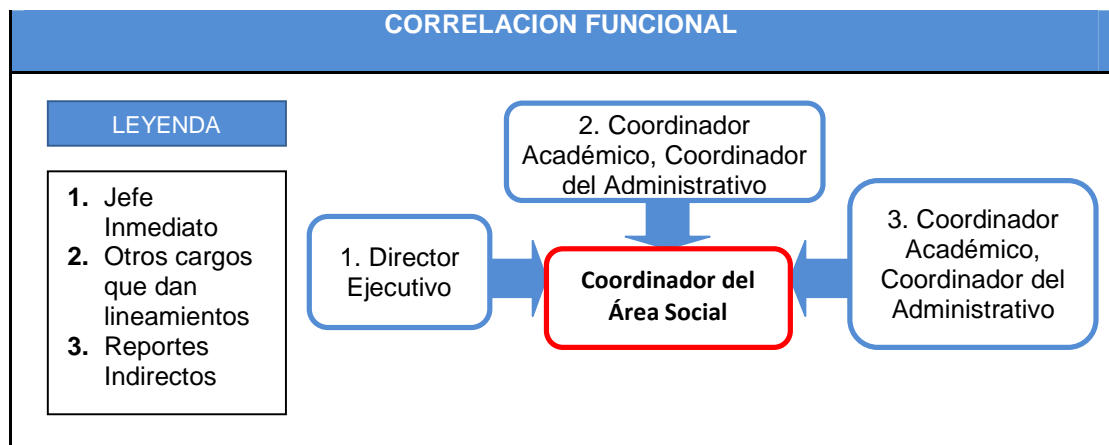 CORRELACION FUNCIONAL
LEYENDA
1. Jefe
Inmediato
2. Otros cargos
que dan
lineamientos
3. Reportes
Indirectos
1. Director
Ejecutivo
2. Coordinador
Académico, Coordinador
del Administrativo
Coordinador del
Área Social
3. Coordinador
Académico,
Coordinador del
Administrativo